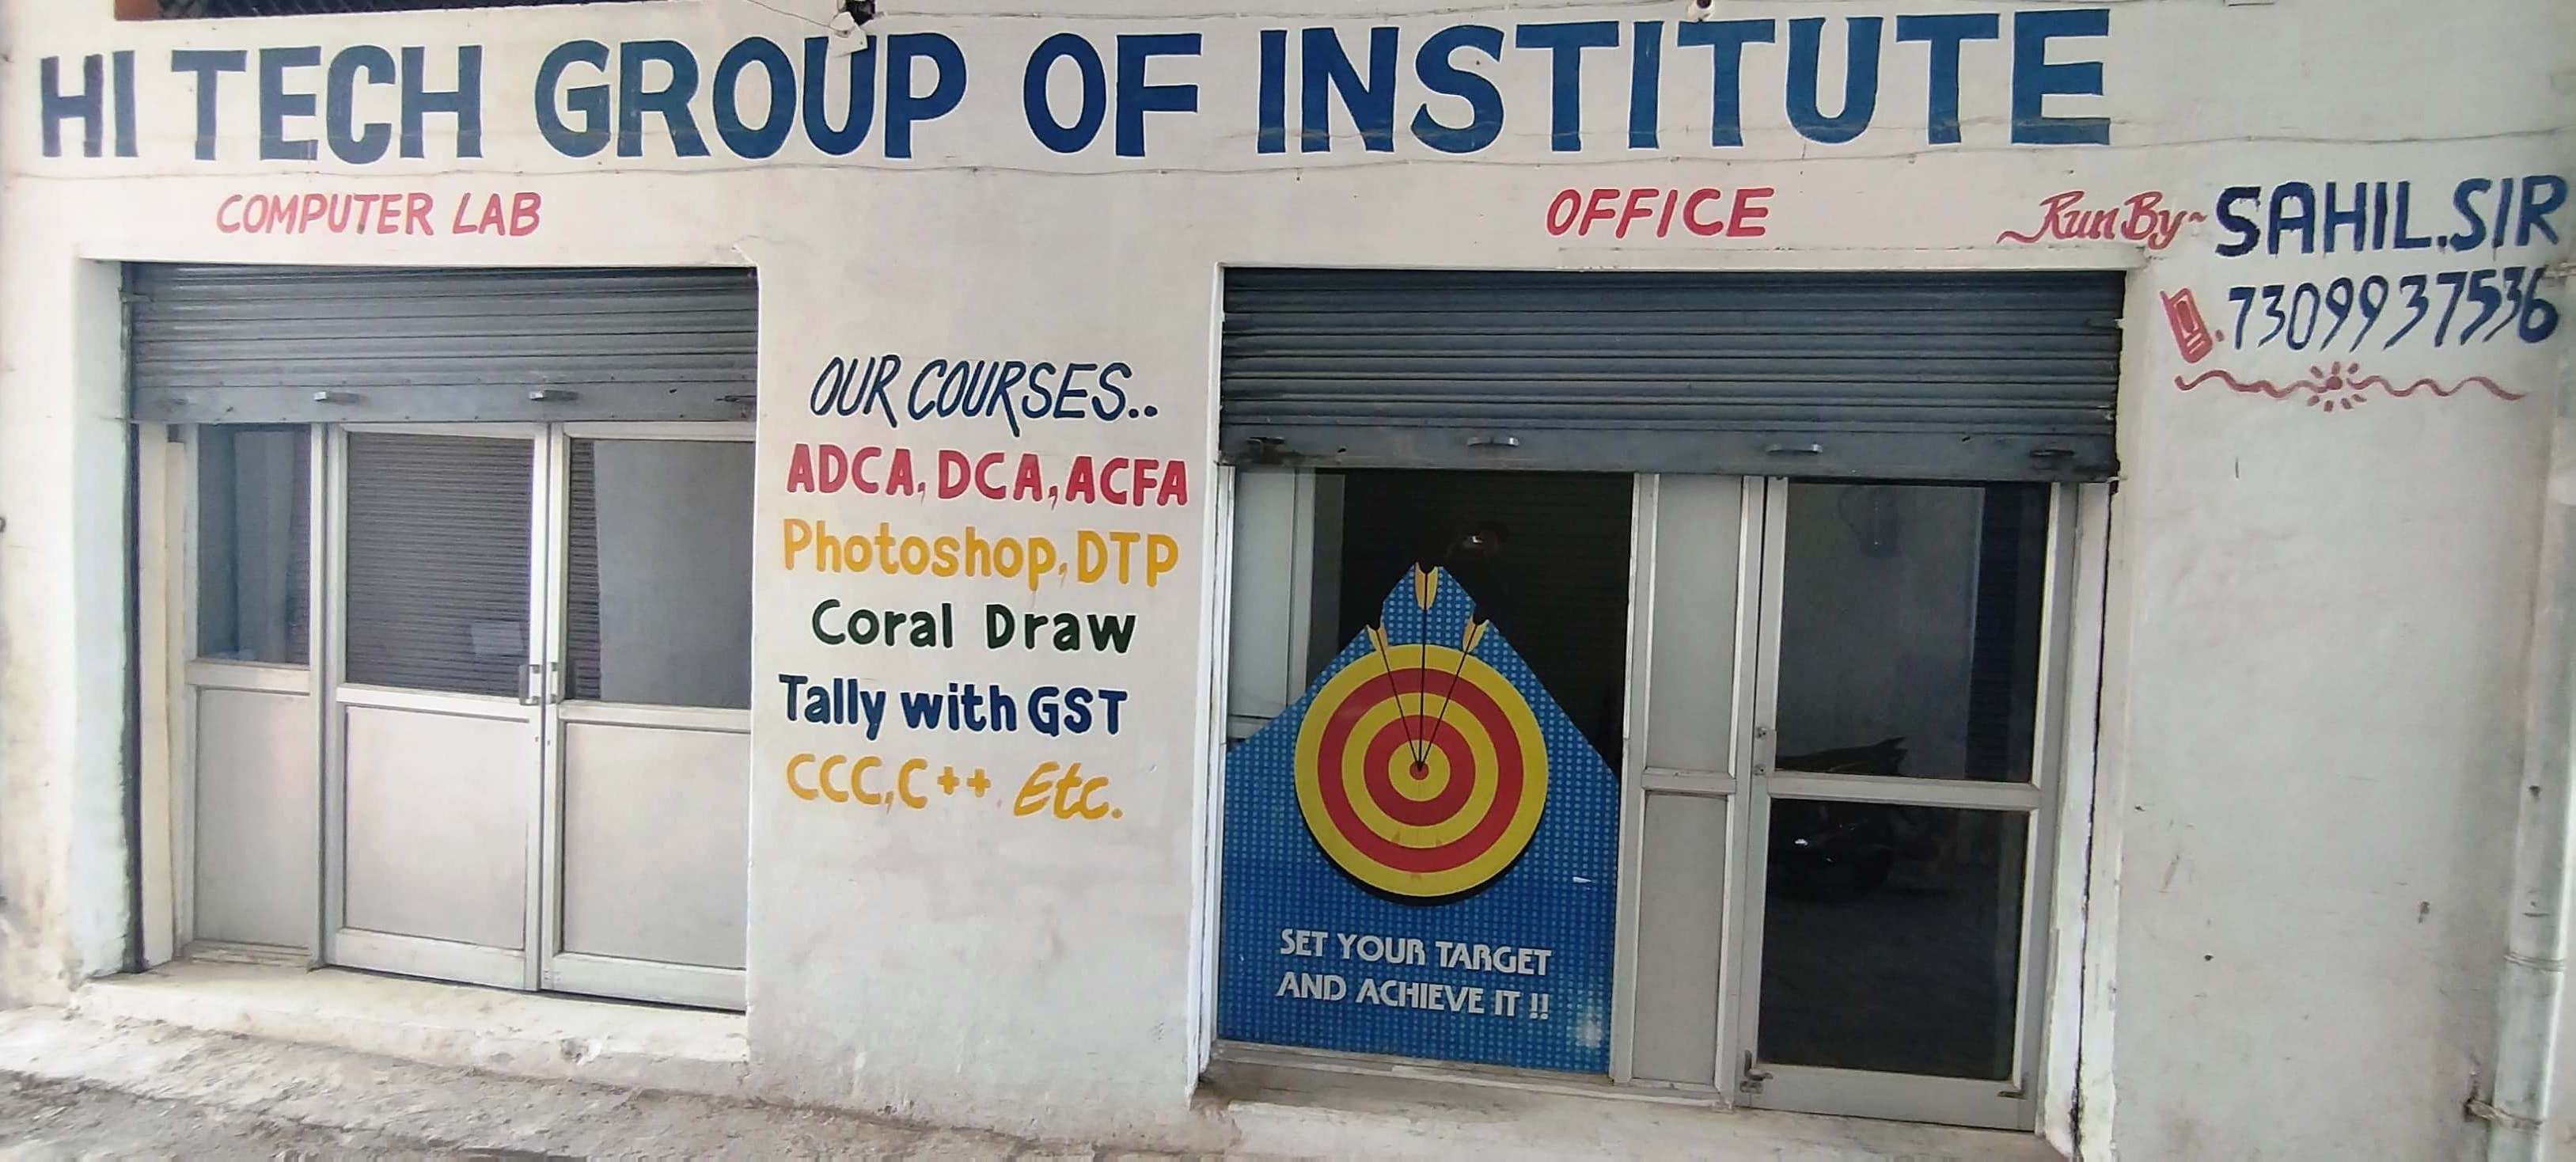 HI TECH GROUP OF INSTITUTE
COMPUTER LAB
OFFICE
Run By~ SAHIL.SIR
.7309937536
OUR COURSES..
ADCA, DCA, ACFA
Photoshop, DTP
Coral Draw
Tally with GST
CCC, C++ Etc.
SET YOUR TARGET
AND ACHIEVE IT !!